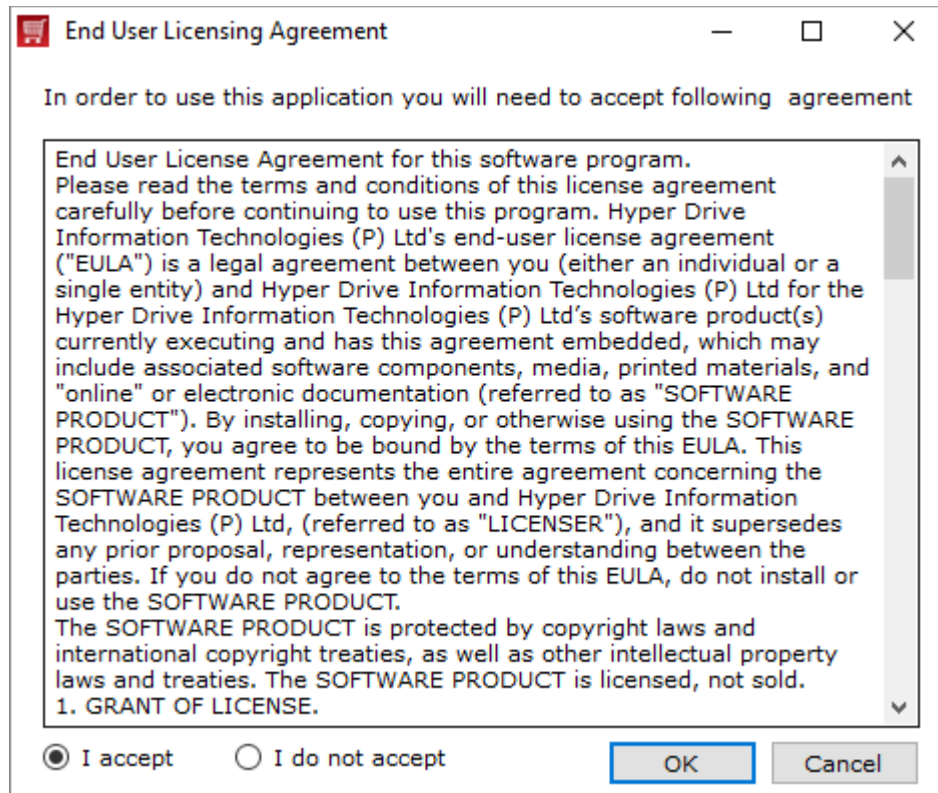 End User Licensing Agreement
In order to use this application you will need to accept following  agreement
End User License Agreement for this software program.
Please read the terms and conditions of this license agreement
carefully before continuing to use this program. Hyper Drive
Information Technologies (P) Ltd's end-user license agreement
("EULA") is a legal agreement between you (either an individual or a
single entity) and Hyper Drive Information Technologies (P) Ltd for the
Hyper Drive Information Technologies (P) Ltd’s software product(s)
currently executing and has this agreement embedded, which may
include associated software components, media, printed materials, and
"online" or electronic documentation (referred to as "SOFTWARE
PRODUCT"). By installing, copying, or otherwise using the SOFTWARE
PRODUCT, you agree to be bound by the terms of this EULA. This
license agreement represents the entire agreement concerning the
SOFTWARE PRODUCT between you and Hyper Drive Information
Technologies (P) Ltd, (referred to as "LICENSER"), and it supersedes
any prior proposal, representation, or understanding between the
parties. If you do not agree to the terms of this EULA, do not install or
use the SOFTWARE PRODUCT.
The SOFTWARE PRODUCT is protected by copyright laws and
international copyright treaties, as well as other intellectual property
laws and treaties. The SOFTWARE PRODUCT is licensed, not sold.
1. GRANT OF LICENSE.
I accept I do not accept OK Cancel